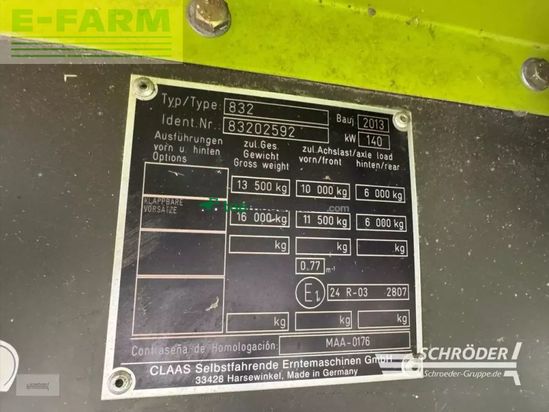 E-FARM
Typ/Type: 832 Bauj. 2013
Ident.Nr.: 83202592 kW 140
Ausführungen
vorn u. hinten
Options
zul.Ges.
Gewicht
Gross weight
zul.Achslast/axle load
vorn/front hinten/rear
13 500 kg 10 000 kg 6 000 kg
KLAPPBARE
VORSÄTZE
16 000 kg 11 500 kg 6 000 kg
kg kg kg
0.77 m-1
E1 24 R-03 2807
kg kg kg
Contraseña de Homologación: MAA-0176
CLAAS Selbstfahrende Erntemaschinen GmbH
33428 Harsewinkel, Made in Germany
SCHRÖDER!
Schroeder-Gruppe.de